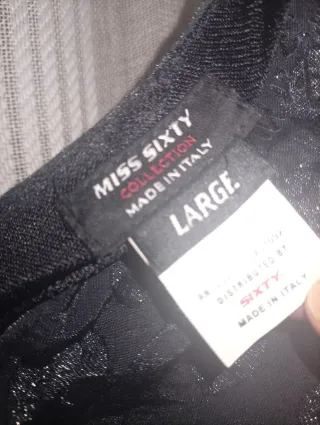 MISS SIXTY
COLLECTION
MADE IN ITALY
LARGE
DISTRIBUTED BY
SIXTY
MADE IN ITALY